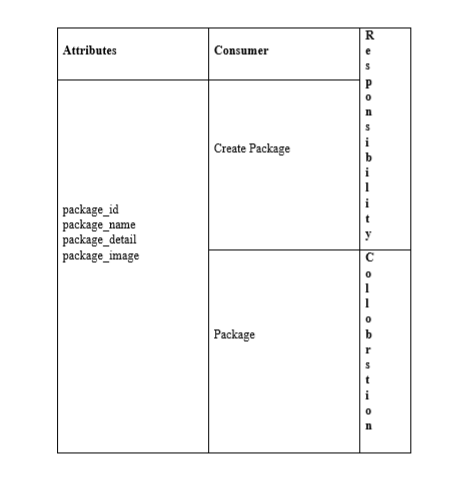 Attributes
Consumer
Responsibility
Create Package
package_id
package_name
package_detail
package_image
Package
Collobrstion